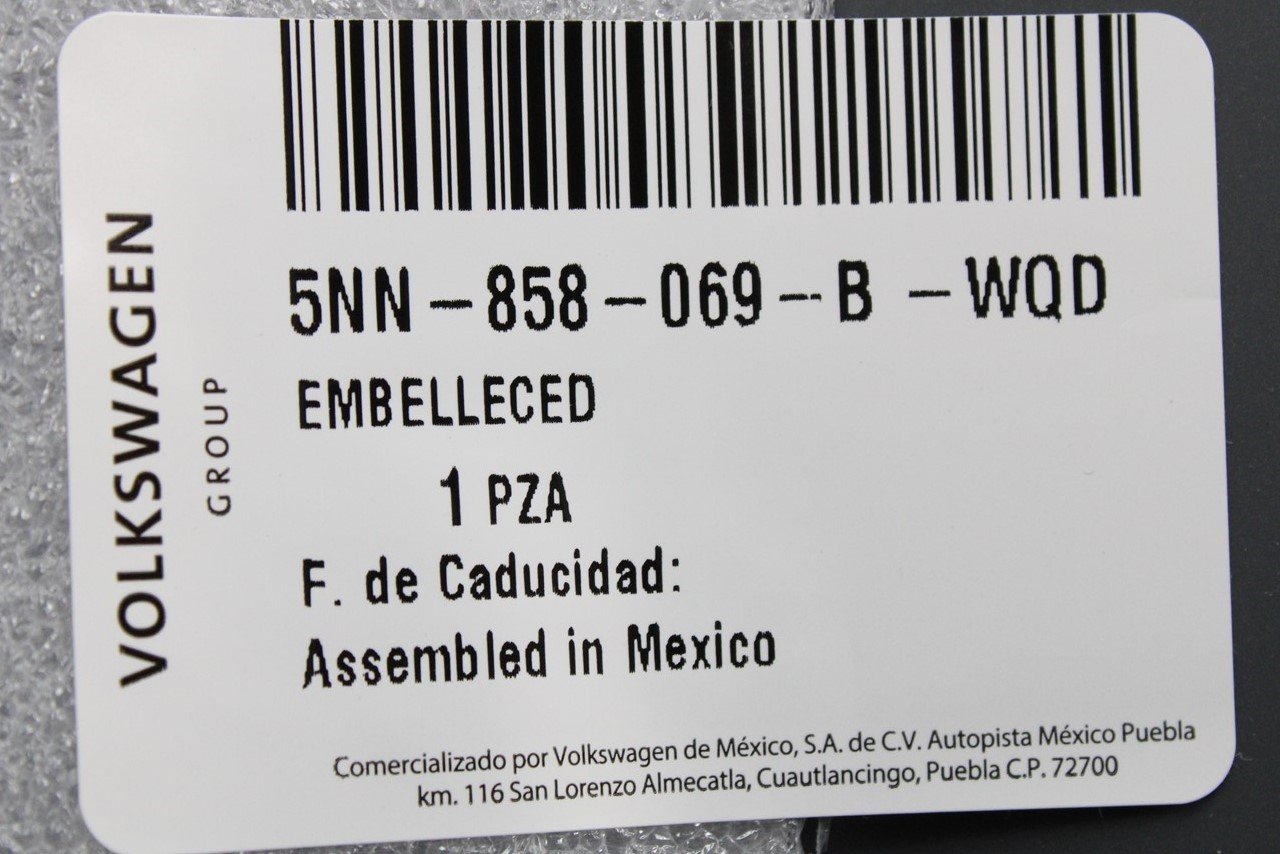 VOLKSWAGEN
GROUP
5NN-858-069-B -WQD
EMBELLECED
1 PZA
F. de Caducidad:
Assembled in Mexico
Comercializado por Volkswagen de México, S.A. de C.V. Autopista México Puebla
km. 116 San Lorenzo Almecatla, Cuautlancingo, Puebla C.P. 72700